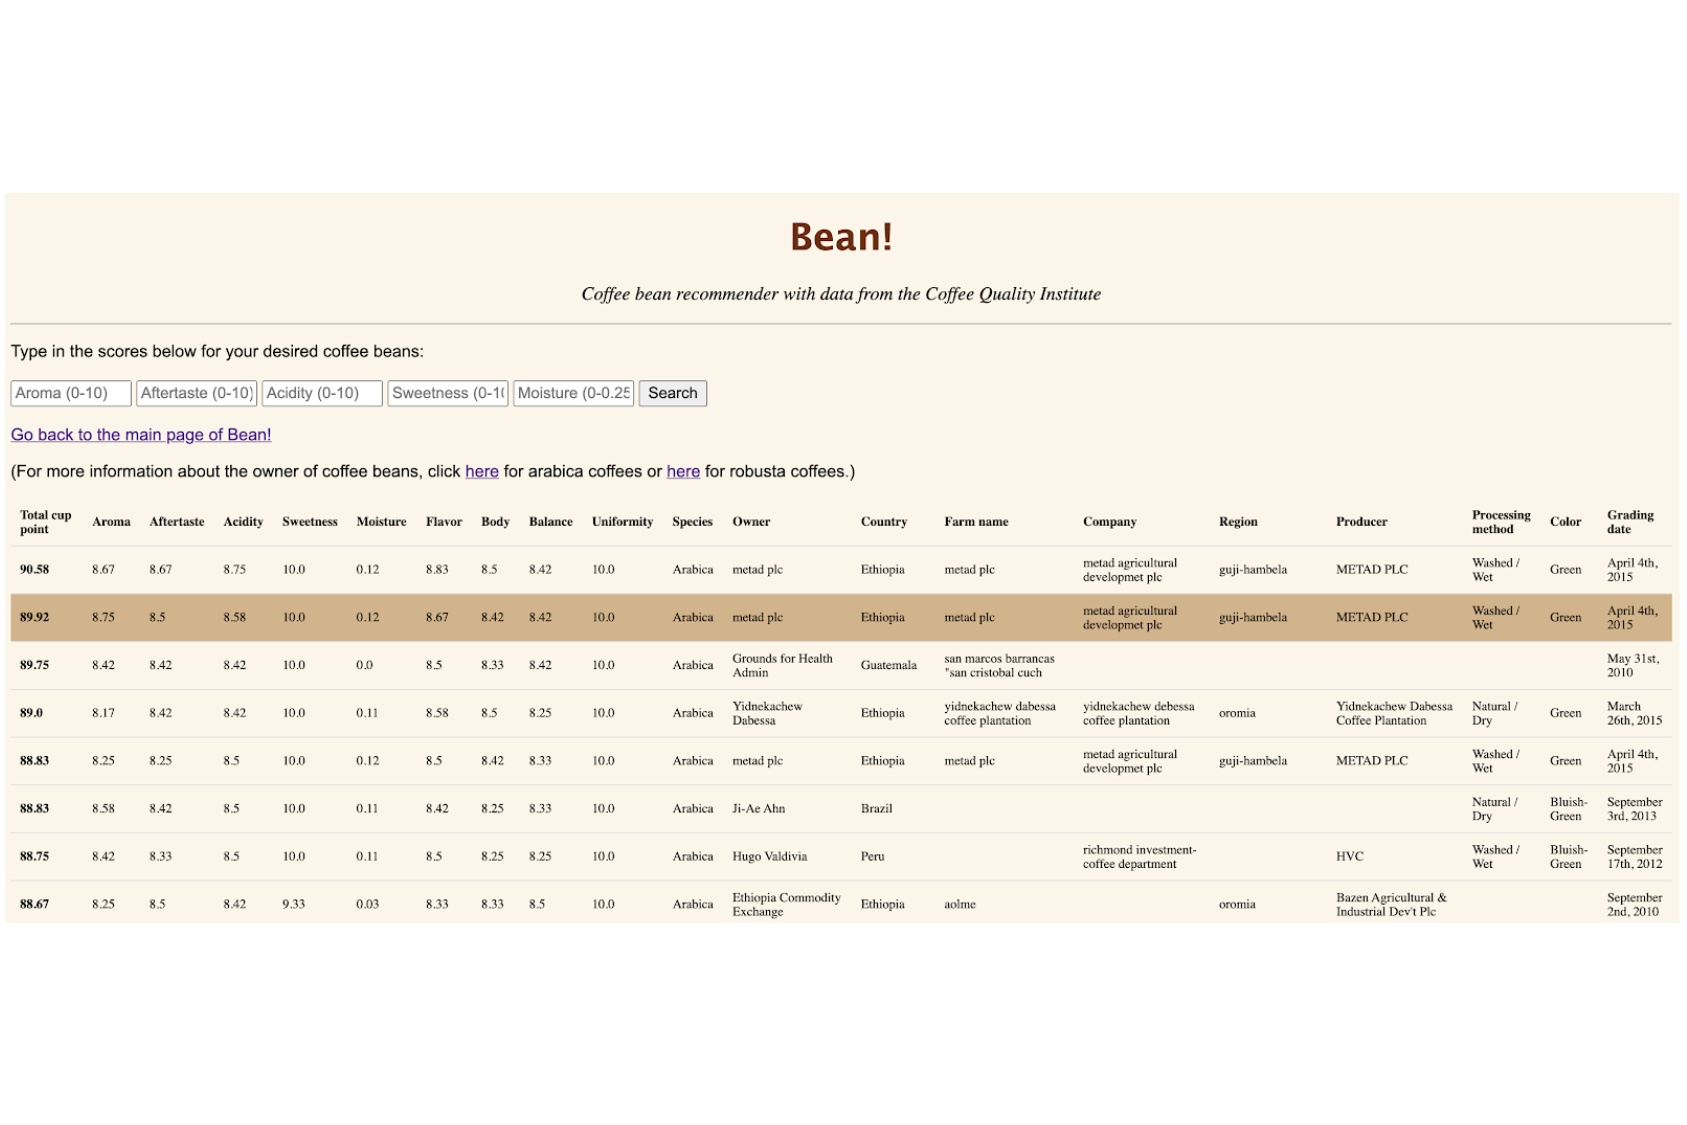 Bean!
Coffee bean recommender with data from the Coffee Quality Institute
Type in the scores below for your desired coffee beans:
Aroma (0-10) Aftertaste (0-10) Acidity (0-10) Sweetness (0-1 Moisture (0-0.25 Search
Go back to the main page of Bean!
(For more information about the owner of coffee beans, click here for arabica coffees or here for robusta coffees.)
Total cup point Aroma Aftertaste Acidity Sweetness Moisture Flavor Body Balance Uniformity Species Owner Country Farm name Company Region Producer Processing method Color Grading date
90.58 8.67 8.67 8.75 10.0 0.12 8.83 8.5 8.42 10.0 Arabica metad plc Ethiopia metad plc metad agricultural developmet plc guji-hambela METAD PLC Washed / Wet Green April 4th, 2015
89.92 8.75 8.5 8.58 10.0 0.12 8.67 8.42 8.42 10.0 Arabica metad plc Ethiopia metad plc metad agricultural developmet plc guji-hambela METAD PLC Washed / Wet Green April 4th, 2015
89.75 8.42 8.42 8.42 10.0 0.0 8.5 8.33 8.42 10.0 Arabica Grounds for Health Admin Guatemala san marcos barrancas "san cristobal cuch May 31st, 2010
89.0 8.17 8.42 8.42 10.0 0.11 8.58 8.5 8.25 10.0 Arabica Yidnekachew Dabessa Ethiopia yidnekachew dabessa coffee plantation yidnekachew debessa coffee plantation oromia Yidnekachew Dabessa Coffee Plantation Natural / Dry Green March 26th, 2015
88.83 8.25 8.25 8.5 10.0 0.12 8.5 8.42 8.33 10.0 Arabica metad plc Ethiopia metad plc metad agricultural developmet plc guji-hambela METAD PLC Washed / Wet Green April 4th, 2015
88.83 8.58 8.42 8.5 10.0 0.11 8.42 8.25 8.33 10.0 Arabica Ji-Ae Ahn Brazil Natural / Dry Bluish-Green September 3rd, 2013
88.75 8.42 8.33 8.5 10.0 0.11 8.5 8.25 8.25 10.0 Arabica Hugo Valdivia Peru richmond investment-coffee department HVC Washed / Wet Bluish-Green September 17th, 2012
88.67 8.25 8.5 8.42 9.33 0.03 8.33 8.33 8.5 10.0 Arabica Ethiopia Commodity Exchange Ethiopia aolme oromia Bazen Agricultural & Industrial Dev't Plc September 2nd, 2010